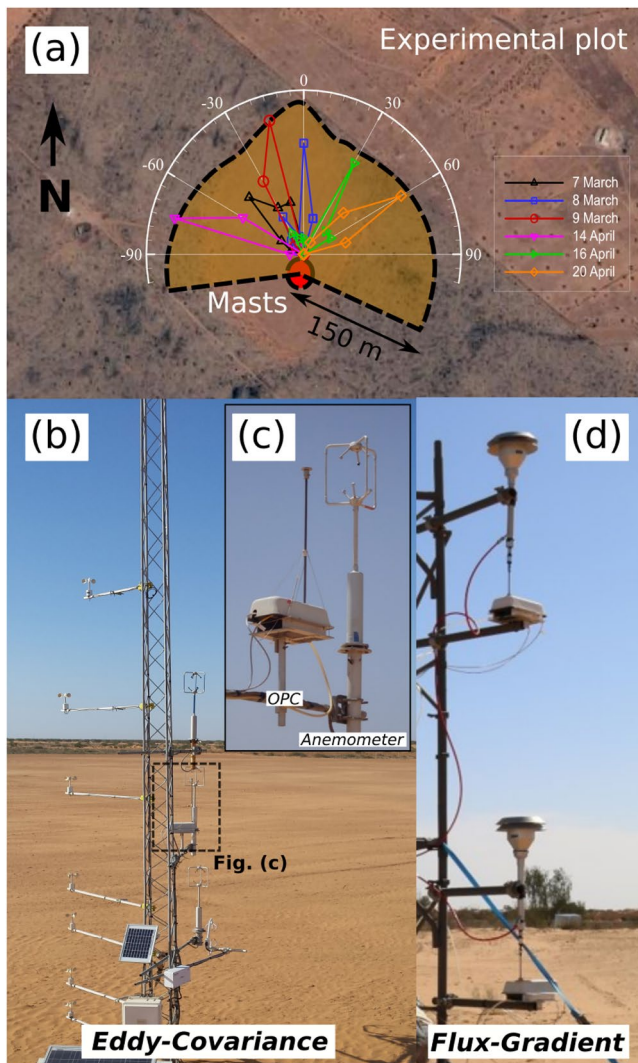 (a)
Experimental plot
0
-30
30
-60
60
-90
90
N
7 March
8 March
9 March
14 April
16 April
20 April
Masts
150 m
(b)
(c)
(d)
OPC
Anemometer
Fig. (c)
Eddy-Covariance
Flux-Gradient